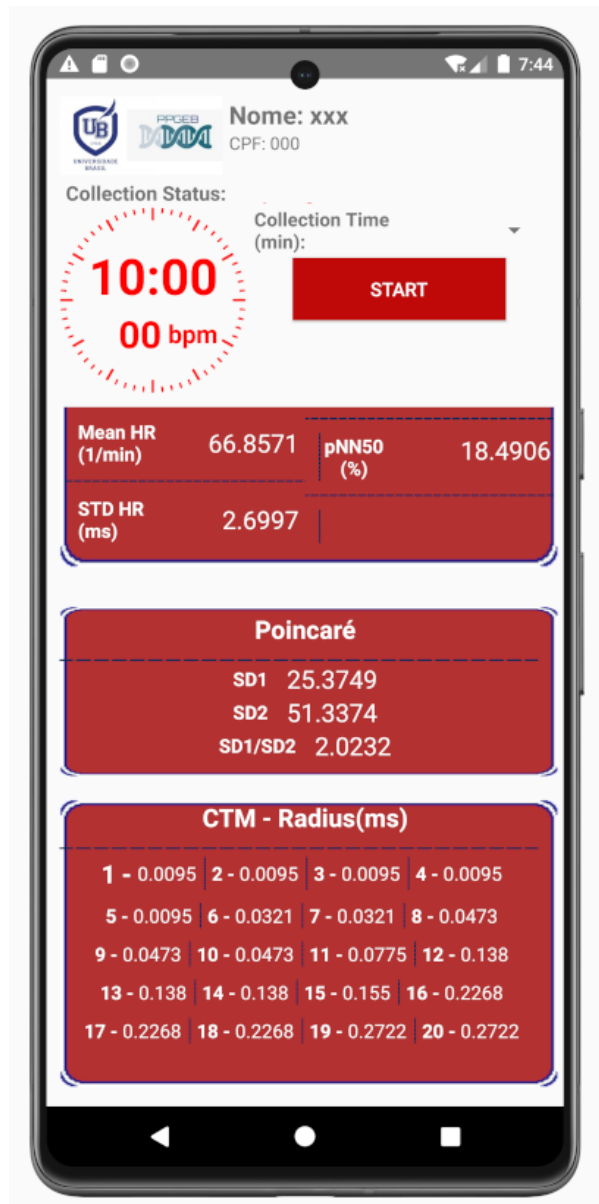 7:44
UB
UNIVERSIDADE
BRASIL
PPGEB
Nome: xxx
CPF: 000
Collection Status:
Collection Time
(min):
10:00
00 bpm
START
Mean HR
(1/min)
66.8571
pNN50
(%)
18.4906
STD HR
(ms)
2.6997
Poincaré
SD1 25.3749
SD2 51.3374
SD1/SD2 2.0232
CTM - Radius(ms)
1 - 0.0095 2 - 0.0095 3 - 0.0095 4 - 0.0095
5 - 0.0095 6 - 0.0321 7 - 0.0321 8 - 0.0473
9 - 0.0473 10 - 0.0473 11 - 0.0775 12 - 0.138
13 - 0.138 14 - 0.138 15 - 0.155 16 - 0.2268
17 - 0.2268 18 - 0.2268 19 - 0.2722 20 - 0.2722